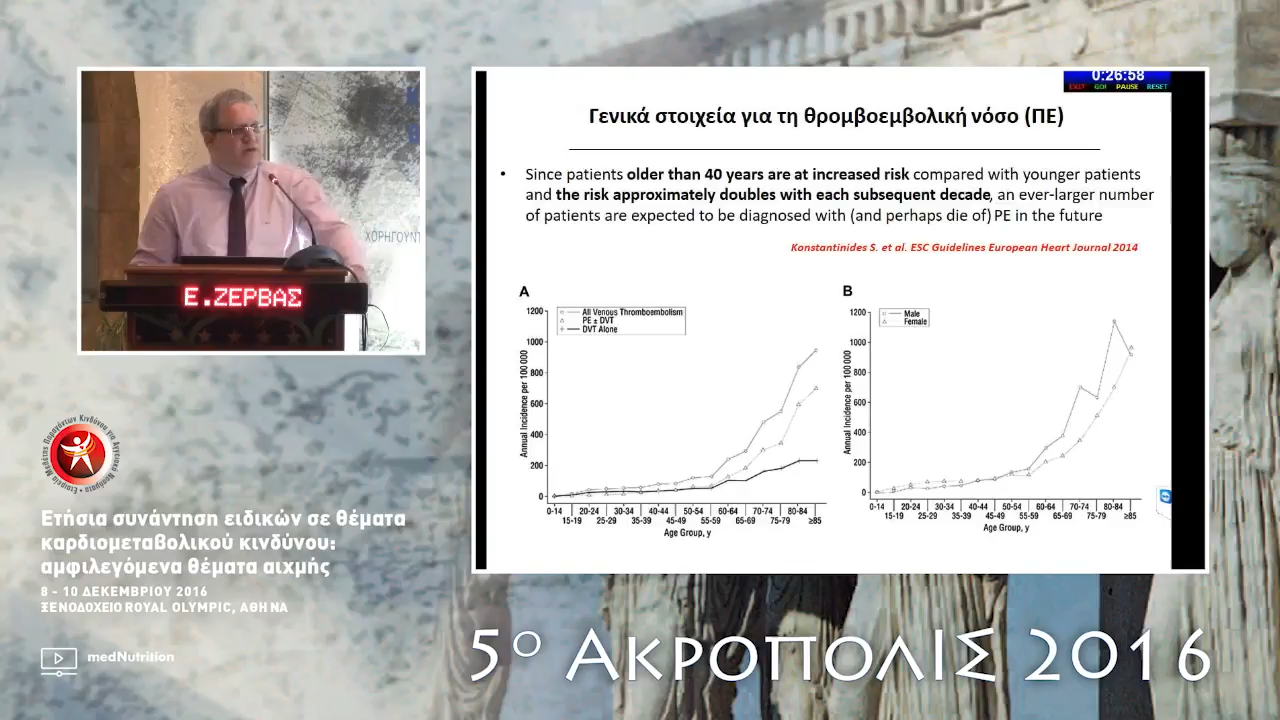 0:26:58
EXIT GO! PAUSE RESET
Γενικά στοιχεία για τη θρομβοεμβολική νόσο (ΠΕ)
• Since patients older than 40 years are at increased risk compared with younger patients
and the risk approximately doubles with each subsequent decade, an ever-larger number
of patients are expected to be diagnosed with (and perhaps die of) PE in the future
Konstantinides S. et al. ESC Guidelines European Heart Journal 2014
A
All Venous Thromboembolism
PE ± DVT
DVT Alone
Annual Incidence per 100 000
1200
1000
800
600
400
200
0
0-14 20-24 30-34 40-44 50-54 60-64 70-74 80-84
15-19 25-29 35-39 45-49 55-59 65-69 75-79 ≥85
Age Group, y
B
Male
Female
Annual Incidence per 100 000
1200
1000
800
600
400
200
0
0-14 20-24 30-34 40-44 50-54 60-64 70-74 80-84
15-19 25-29 35-39 45-49 55-59 65-69 75-79 ≥85
Age Group, y
ΧΟΡΗΓΟΥΝΤ
Ε.ΖΕΡΒΑΣ
Εταιρεία Μελέτης Παραγόντων Κινδύνου για Αγγειακά Νοσήματα
Ετήσια συνάντηση ειδικών σε θέματα
καρδιομεταβολικού κινδύνου:
αμφιλεγόμενα θέματα αιχμής
8 - 10 ΔΕΚΕΜΒΡΙΟΥ 2016
ΞΕΝΟΔΟΧΕΙΟ ROYAL OLYMPIC, ΑΘΗΝΑ
medNutrition
5ο ΑΚΡΟΠΟΛΙΣ 2016